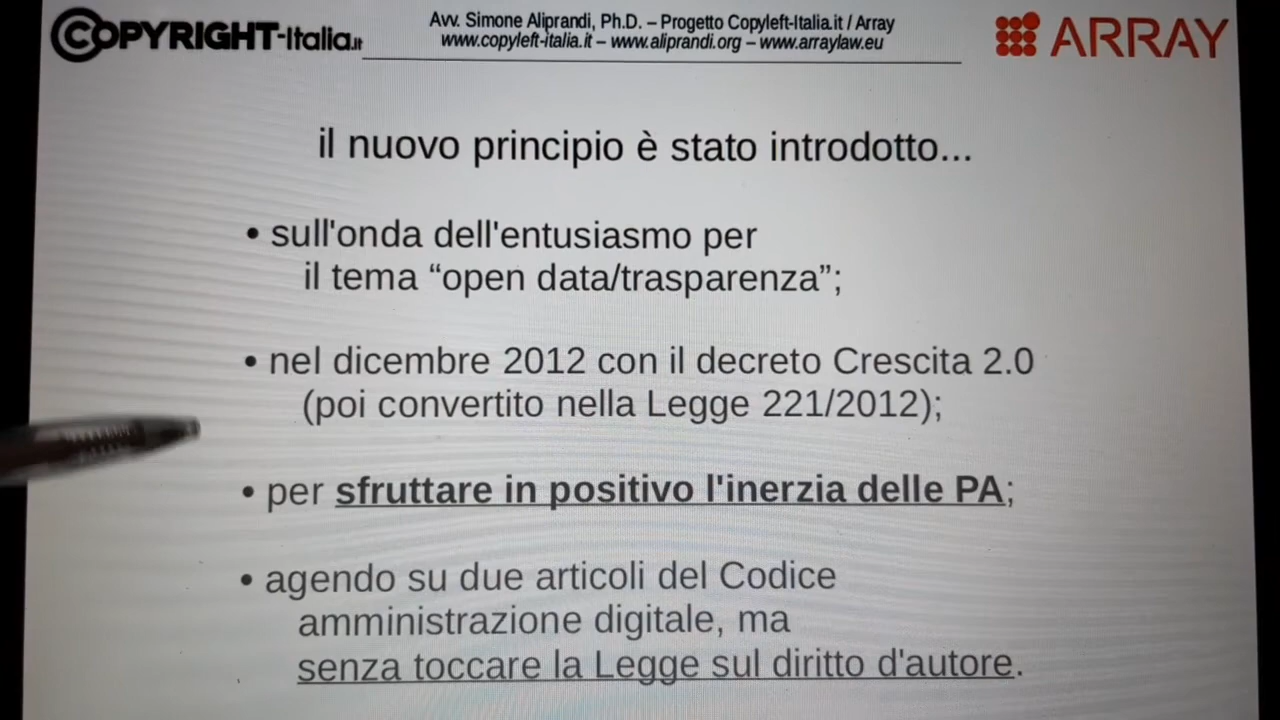 COPYRIGHT-Italia.it
Avv. Simone Aliprandi, Ph.D. – Progetto Copyleft-Italia.it / Array
www.copyleft-italia.it – www.aliprandi.org – www.arraylaw.eu
ARRAY
il nuovo principio è stato introdotto...
• sull'onda dell'entusiasmo per
il tema “open data/trasparenza”;
• nel dicembre 2012 con il decreto Crescita 2.0
(poi convertito nella Legge 221/2012);
• per sfruttare in positivo l'inerzia delle PA;
• agendo su due articoli del Codice
amministrazione digitale, ma
senza toccare la Legge sul diritto d'autore.